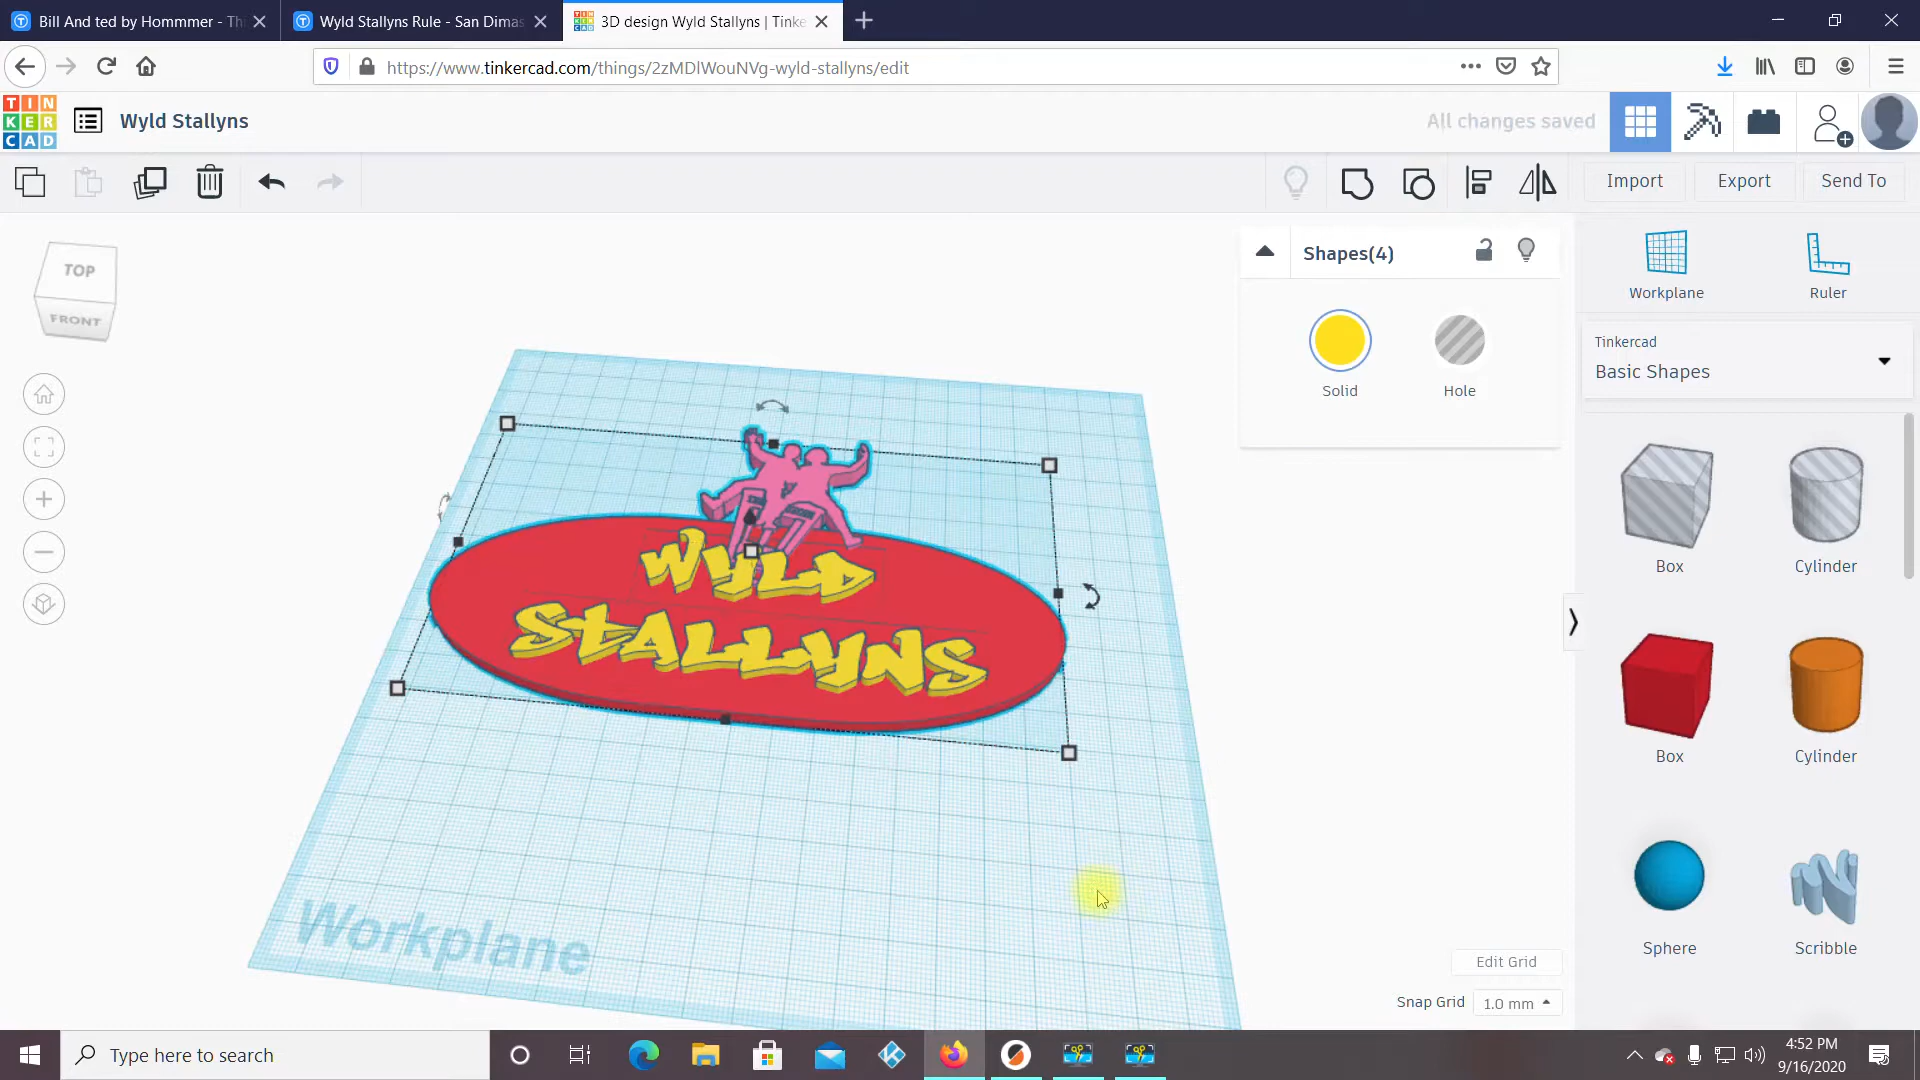 Bill And ted by Hommmer - Th
Wyld Stallyns Rule - San Dimas
3D design Wyld Stallyns | Tinke
https://www.tinkercad.com/things/2zMDlWouNVg-wyld-stallyns/edit
TIN
KER
CAD
Wyld Stallyns
All changes saved
Import
Export
Send To
TOP
FRONT
Shapes(4)
Solid
Hole
Workplane
Ruler
Tinkercad
Basic Shapes
Box
Cylinder
Box
Cylinder
Sphere
Scribble
WYLD
STALLYNS
Workplane
Edit Grid
Snap Grid
1.0 mm
Type here to search
4:52 PM
9/16/2020